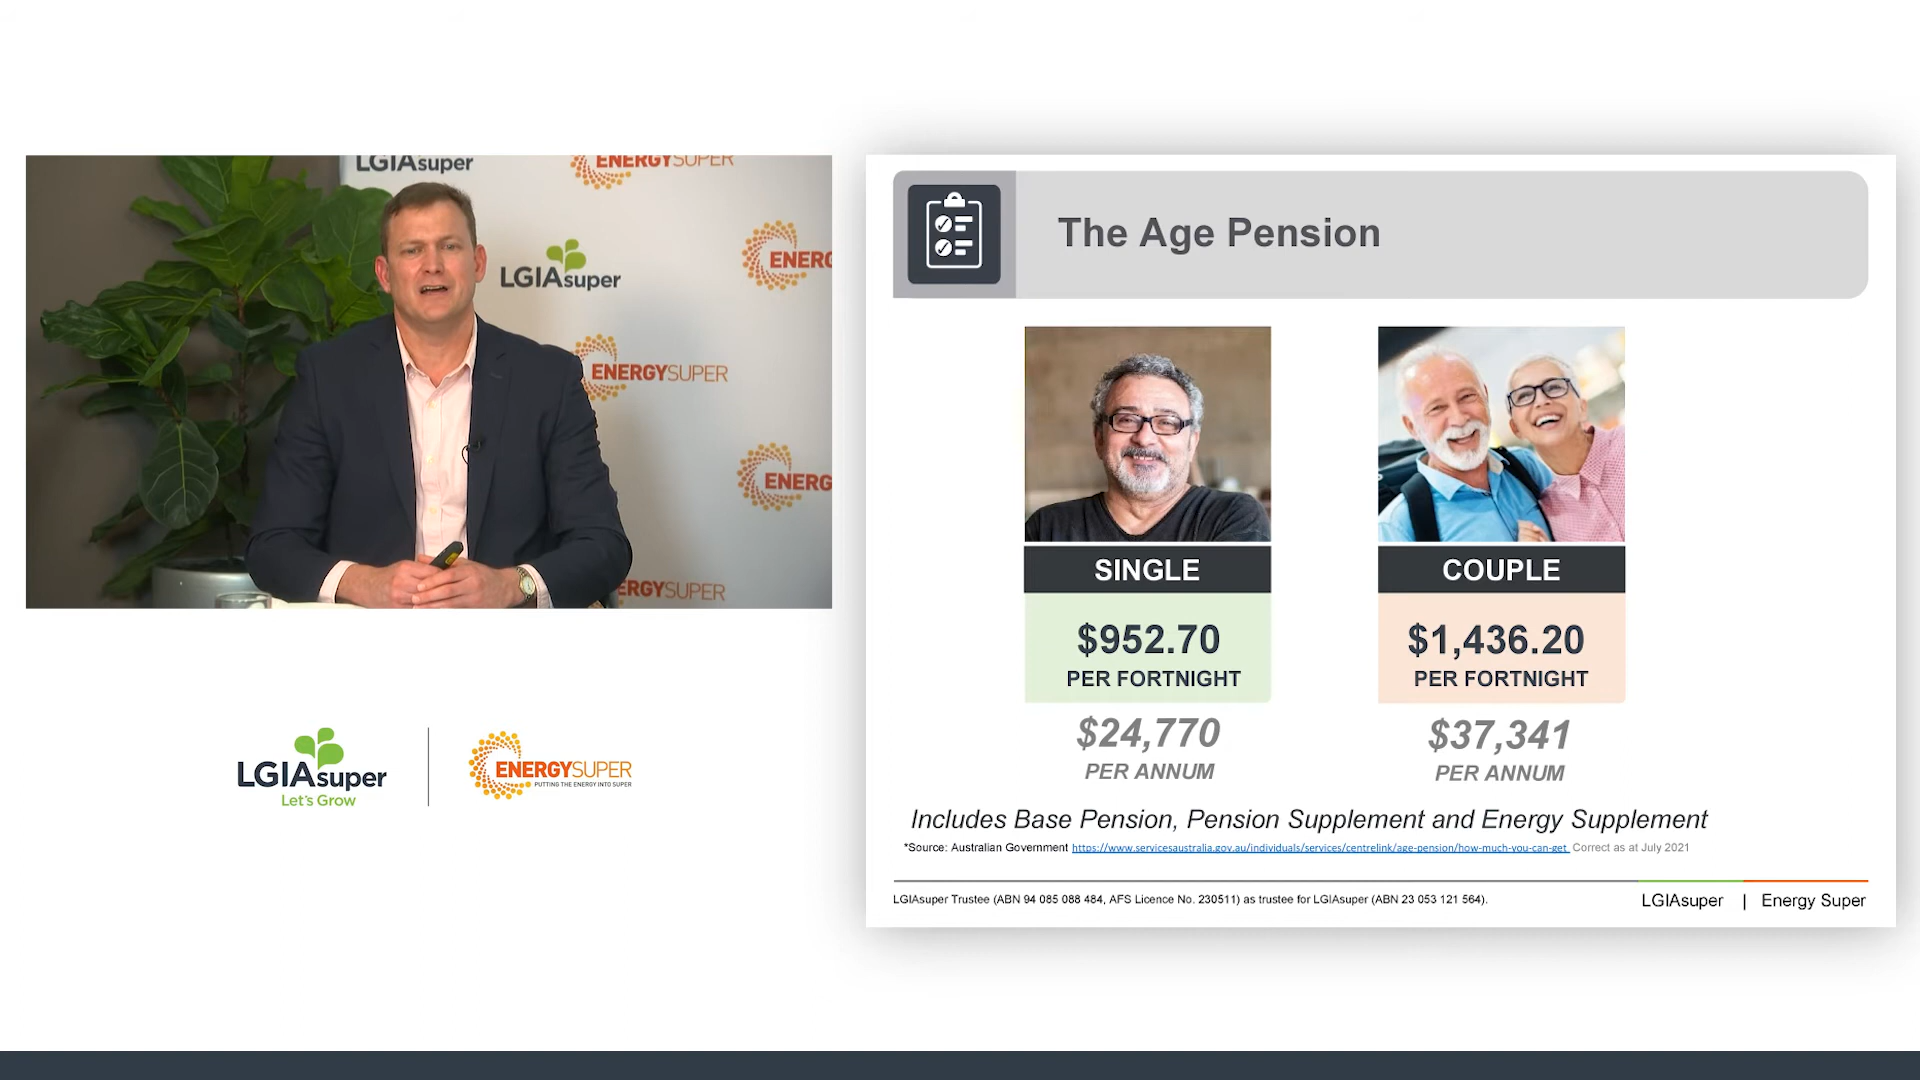 LGIAsuper
ENERGYSUPER
LGIAsuper
ENERG
ENERGYSUPER
ENERG
ERGYSUPER
LGIAsuper
Let's Grow
ENERGYSUPER
PUTTING THE ENERGY INTO SUPER
The Age Pension
SINGLE
$952.70
PER FORTNIGHT
$24,770
PER ANNUM
COUPLE
$1,436.20
PER FORTNIGHT
$37,341
PER ANNUM
Includes Base Pension, Pension Supplement and Energy Supplement
*Source: Australian Government https://www.servicesaustralia.gov.au/individuals/services/centrelink/age-pension/how-much-you-can-get Correct as at July 2021
LGIAsuper Trustee (ABN 94 085 088 484, AFS Licence No. 230511) as trustee for LGIAsuper (ABN 23 053 121 564).
LGIAsuper | Energy Super